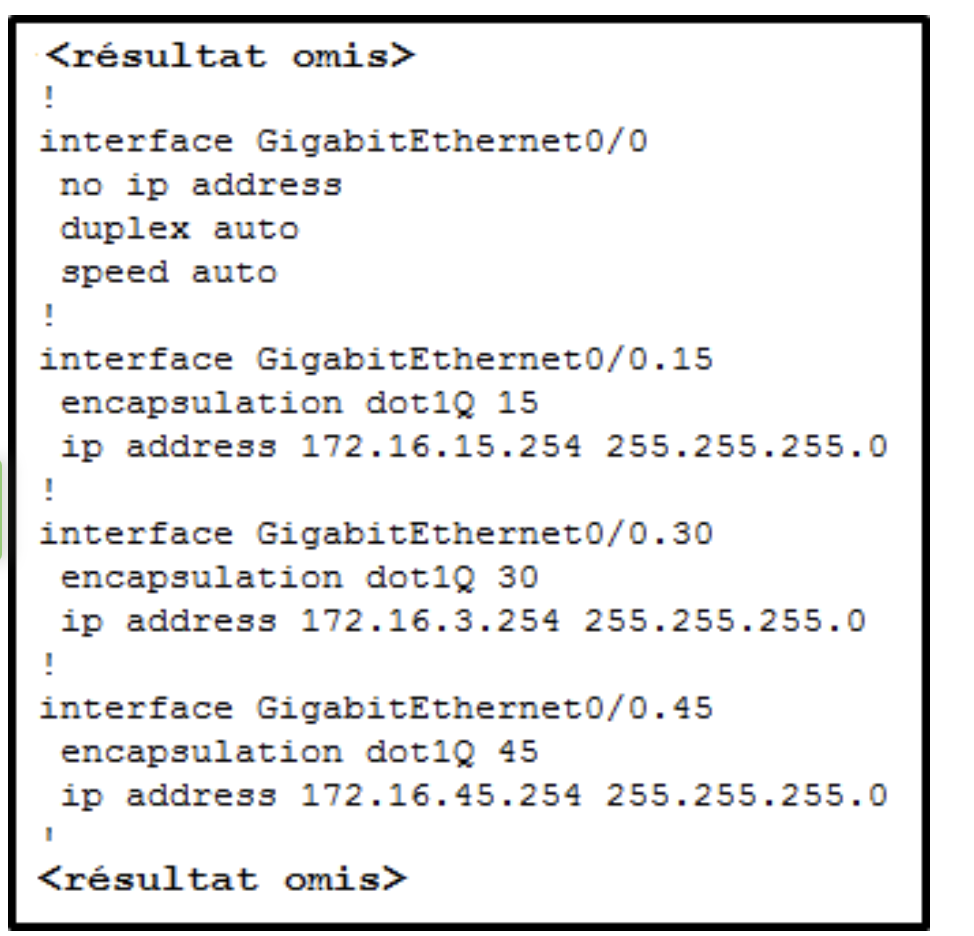 <résultat omis>
!
interface GigabitEthernet0/0
no ip address
duplex auto
speed auto
!
interface GigabitEthernet0/0.15
encapsulation dot1Q 15
ip address 172.16.15.254 255.255.255.0
!
interface GigabitEthernet0/0.30
encapsulation dot1Q 30
ip address 172.16.3.254 255.255.255.0
!
interface GigabitEthernet0/0.45
encapsulation dot1Q 45
ip address 172.16.45.254 255.255.255.0
!
<résultat omis>